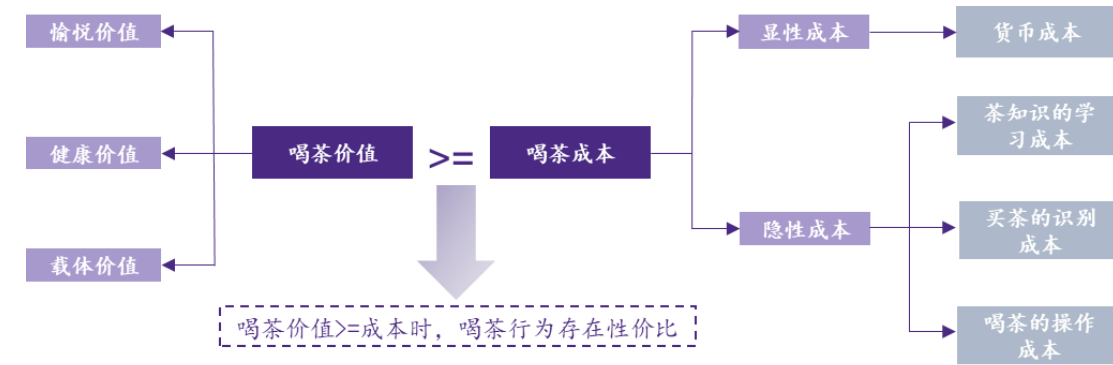 愉悦价值
健康价值
载体价值
喝茶价值
>=
喝茶成本
显性成本
隐性成本
货币成本
茶知识的学
习成本
买茶的识别
成本
喝茶的操作
成本
喝茶价值>=成本时，喝茶行为存在性价比